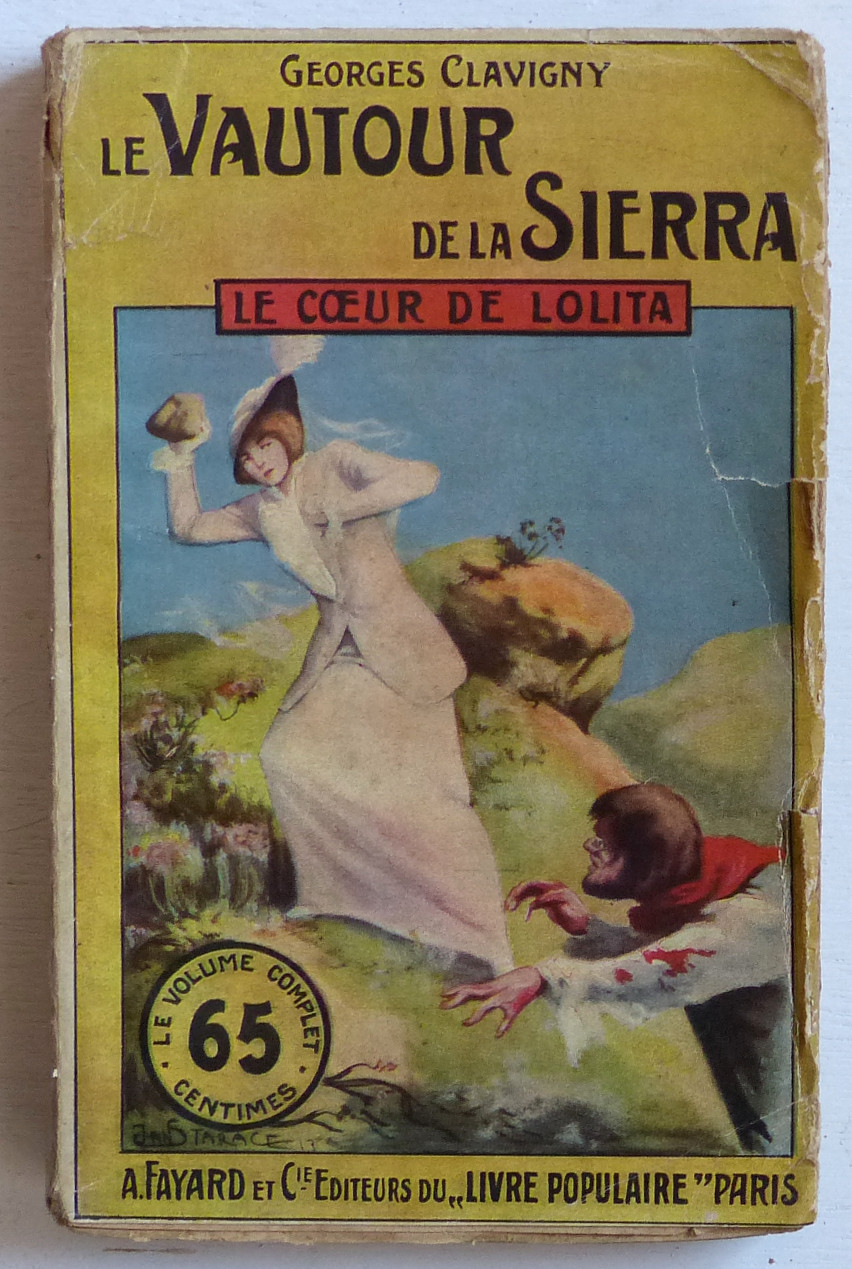 GEORGES CLAVIGNY
LE VAUTOUR
DE LA SIERRA
LE CŒUR DE LOLITA
LE VOLUME COMPLET
65
CENTIMES
STARACE
A. FAYARD ET CIE EDITEURS DU „LIVRE POPULAIRE” PARIS